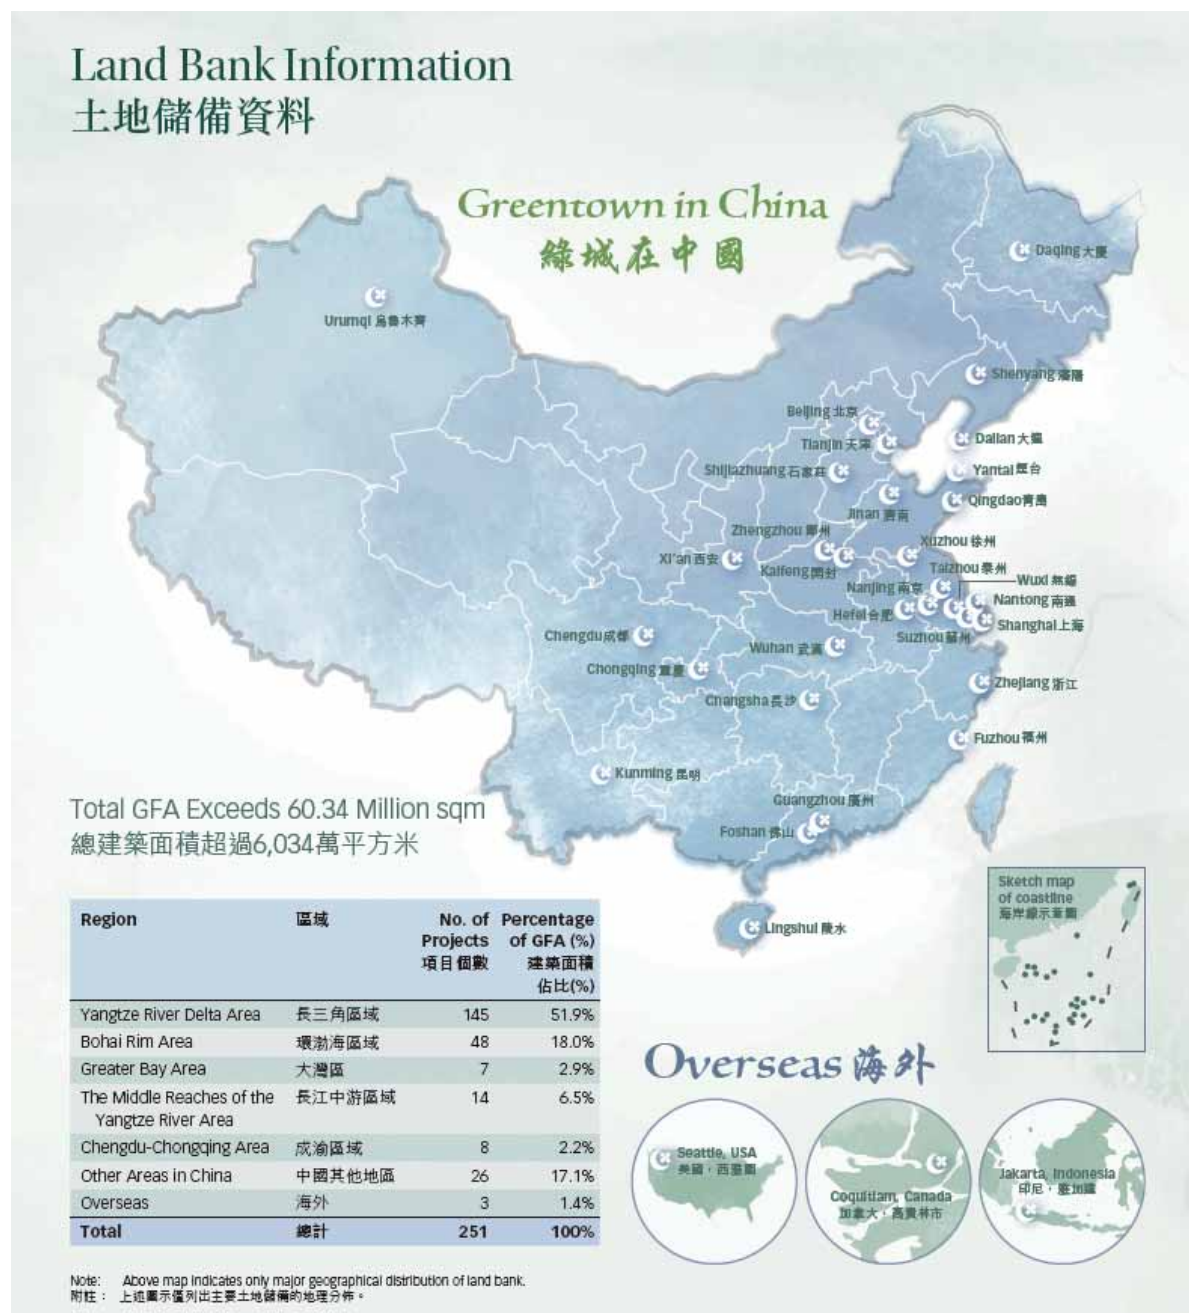 Land Bank Information
土地儲備資料
Greentown in China
綠城在中國
Daqing 大慶
Urumqi 烏魯木齊
Shenyang 瀋陽
Beijing 北京
Dalian 大連
Tianjin 天津
Yantai 煙台
Shijiazhuang 石家莊
Qingdao 青島
Jinan 濟南
Zhengzhou 鄭州
Xuzhou 徐州
Xi'an 西安
Kaifeng 開封
Taizhou 泰州
Wuxi 無錫
Nanjing 南京
Nantong 南通
Hefei 合肥
Shanghai 上海
Chengdu 成都
Suzhou 蘇州
Wuhan 武漢
Chongqing 重慶
Zhejiang 浙江
Changsha 長沙
Fuzhou 福州
Kunming 昆明
Guangzhou 廣州
Foshan 佛山
Lingshui 陵水
Total GFA Exceeds 60.34 Million sqm
總建築面積超過6,034萬平方米
Sketch map
of coastline
海岸線示意圖
Region 區域 No. of Percentage
Projects of GFA (%)
項目個數 建築面積
佔比(%)
Yangtze River Delta Area 長三角區域 145 51.9%
Bohai Rim Area 環渤海區域 48 18.0%
Greater Bay Area 大灣區 7 2.9%
The Middle Reaches of the 長江中游區域 14 6.5%
Yangtze River Area
Chengdu-Chongqing Area 成渝區域 8 2.2%
Other Areas in China 中國其他地區 26 17.1%
Overseas 海外 3 1.4%
Total 總計 251 100%
Overseas 海外
Seattle, USA
美國，西雅圖
Coquitlam, Canada
加拿大，高貴林市
Jakarta, Indonesia
印尼，雅加達
Note: Above map indicates only major geographical distribution of land bank.
附註： 上述圖示僅列出主要土地儲備的地理分佈。